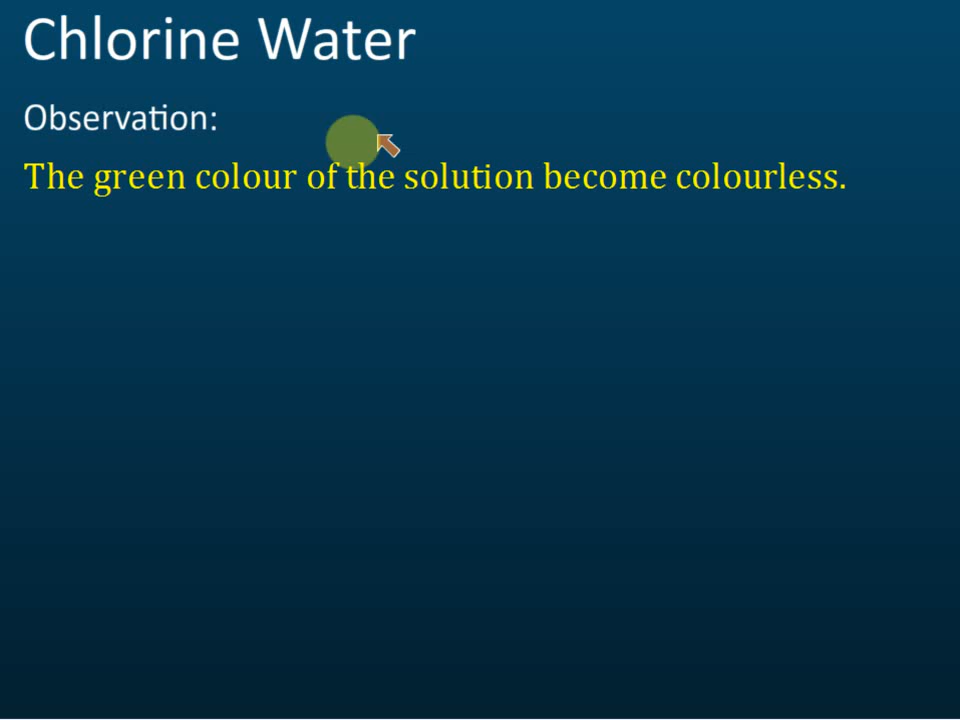 Chlorine Water
Observation:
The green colour of the solution become colourless.